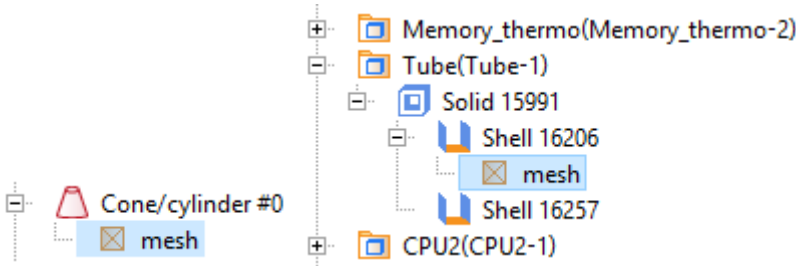 Cone/cylinder #0
mesh
Memory_thermo(Memory_thermo-2)
Tube(Tube-1)
Solid 15991
Shell 16206
mesh
Shell 16257
CPU2(CPU2-1)